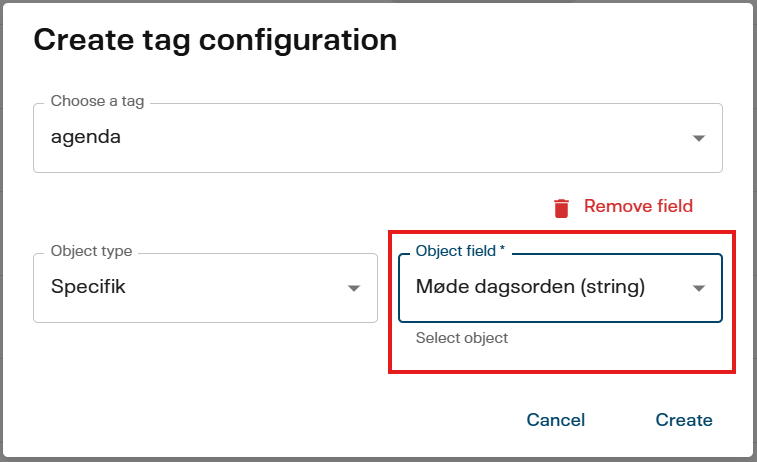 Create tag configuration
Choose a tag
agenda
Remove field
Object type
Specifik
Object field *
Møde dagsorden (string)
Select object
Cancel
Create